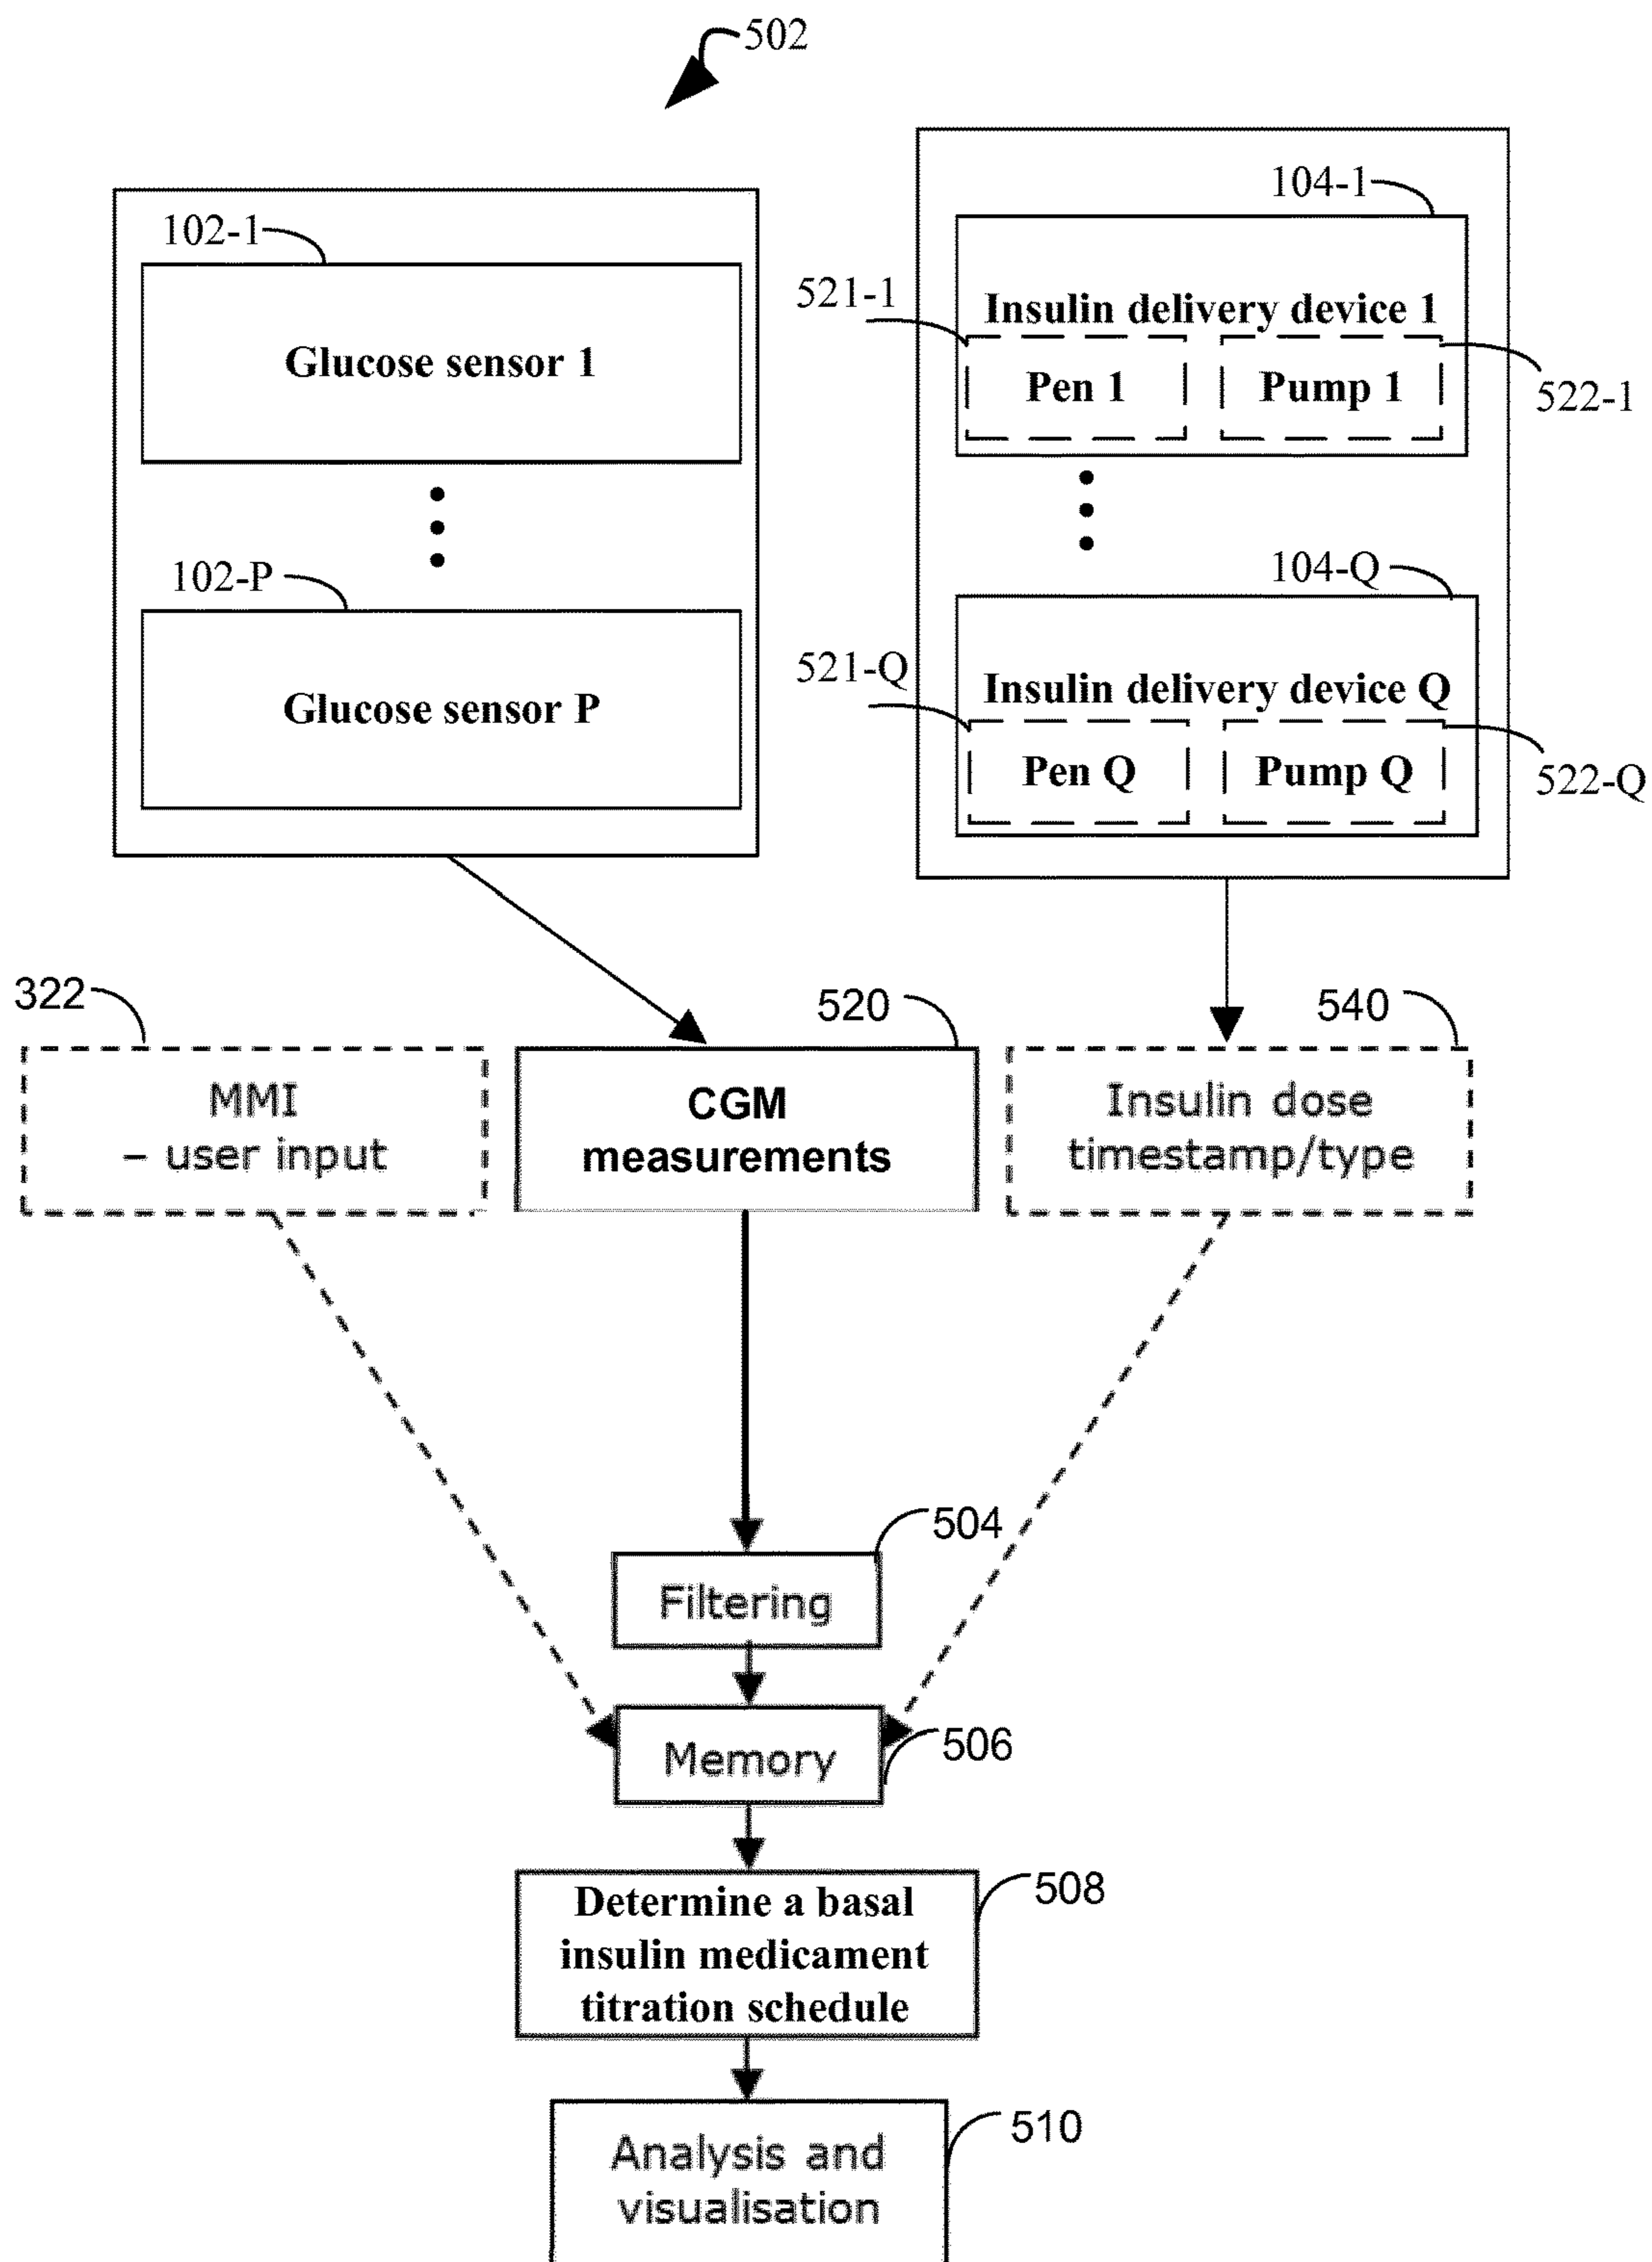 502
102-1
Glucose sensor 1
102-P
Glucose sensor P
104-1
521-1
Insulin delivery device 1
Pen 1
Pump 1
522-1
104-Q
521-Q
Insulin delivery device Q
Pen Q
Pump Q
522-Q
322
MMI
– user input
520
CGM
measurements
540
Insulin dose
timestamp/type
504
Filtering
Memory
506
Determine a basal
insulin medicament
titration schedule
508
Analysis and
visualisation
510